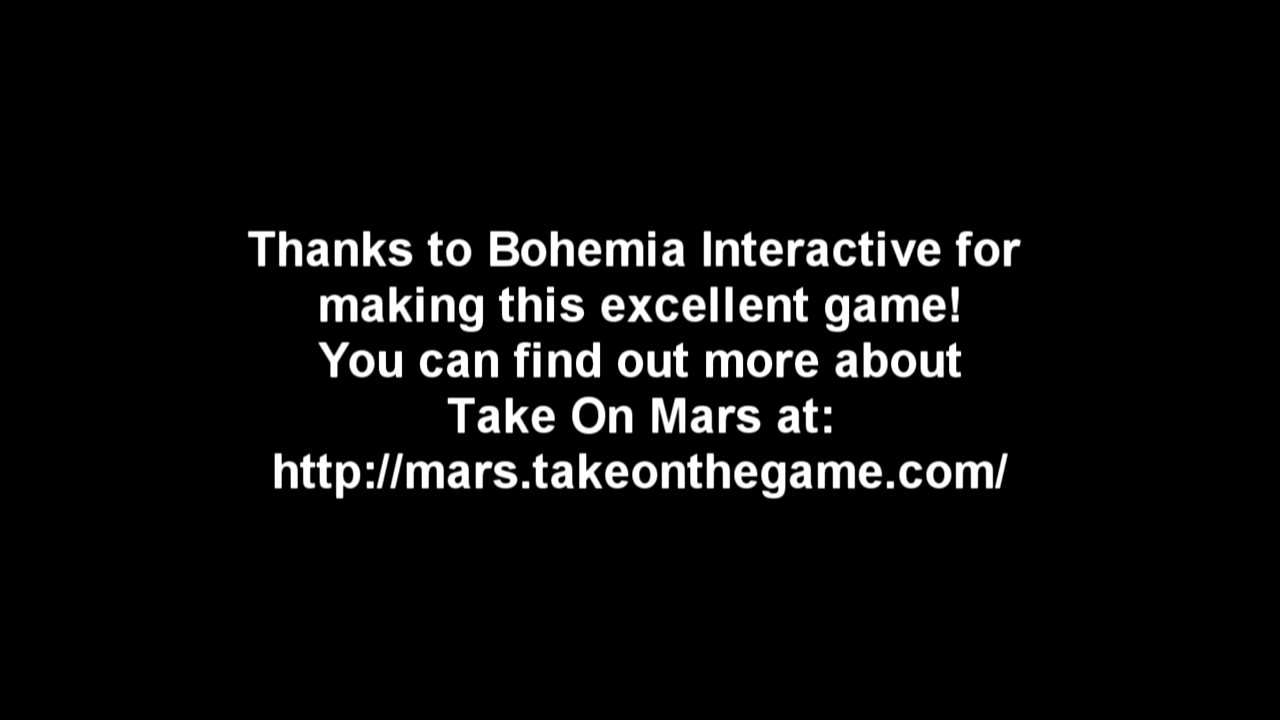 Thanks to Bohemia Interactive for
making this excellent game!
You can find out more about
Take On Mars at:
http://mars.takeonthegame.com/